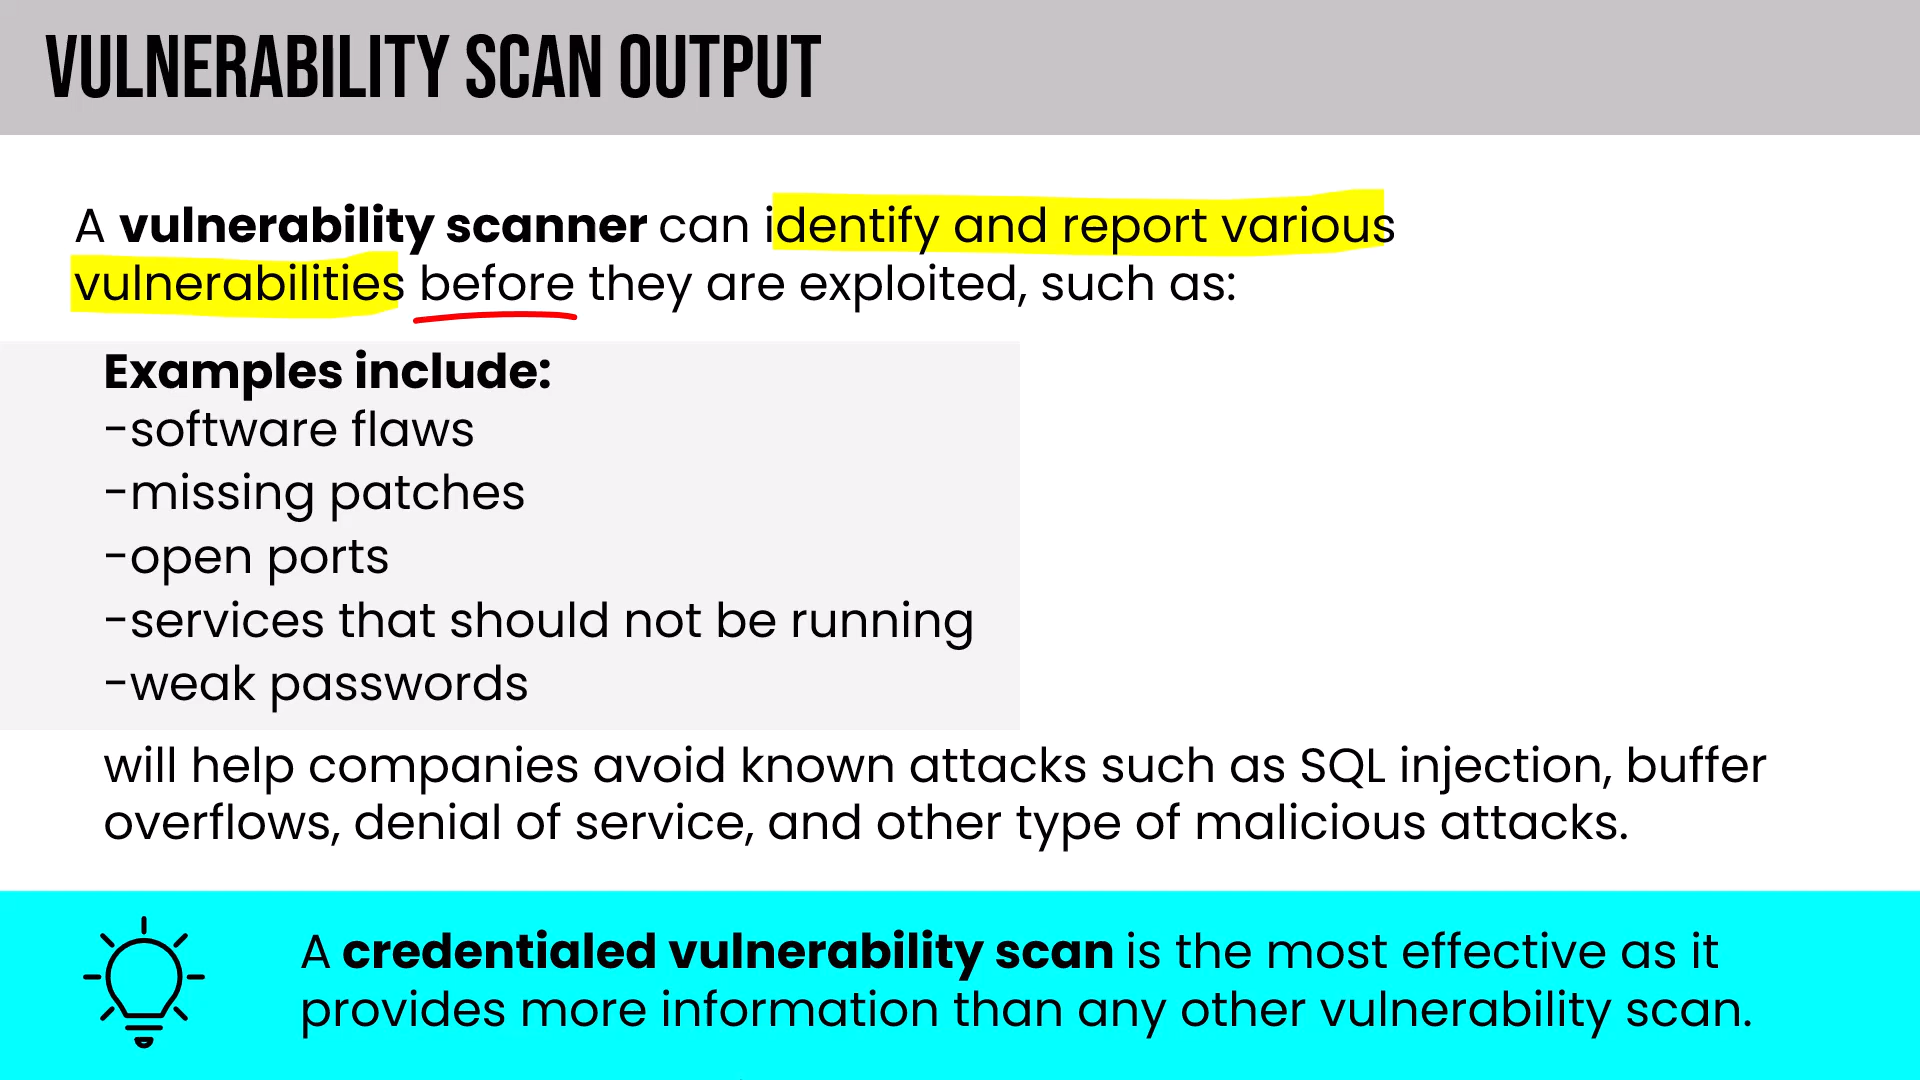 VULNERABILITY SCAN OUTPUT
A vulnerability scanner can identify and report various
vulnerabilities before they are exploited, such as:
Examples include:
-software flaws
-missing patches
-open ports
-services that should not be running
-weak passwords
will help companies avoid known attacks such as SQL injection, buffer
overflows, denial of service, and other type of malicious attacks.
A credentialed vulnerability scan is the most effective as it
provides more information than any other vulnerability scan.